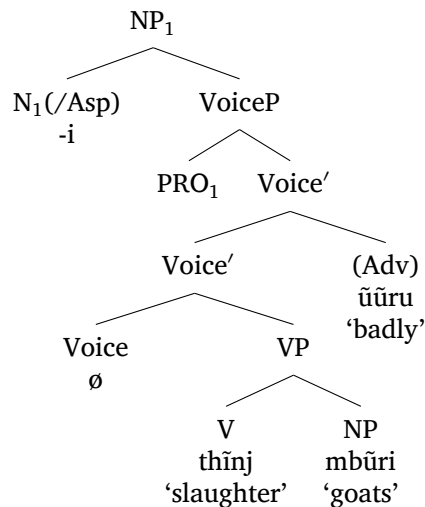 NP₁
N₁(/Asp) VoiceP
-i
PRO₁ Voice′
Voice′ (Adv)
ũũru
‘badly’
Voice VP
ø
V NP
thĩnj mbũri
‘slaughter’ ‘goats’